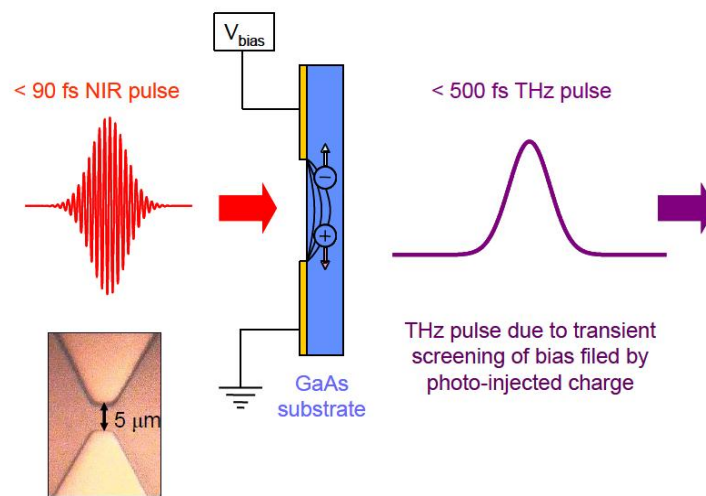 V_bias
< 90 fs NIR pulse
< 500 fs THz pulse
−
+
5 μm
GaAs
substrate
THz pulse due to transient
screening of bias filed by
photo-injected charge